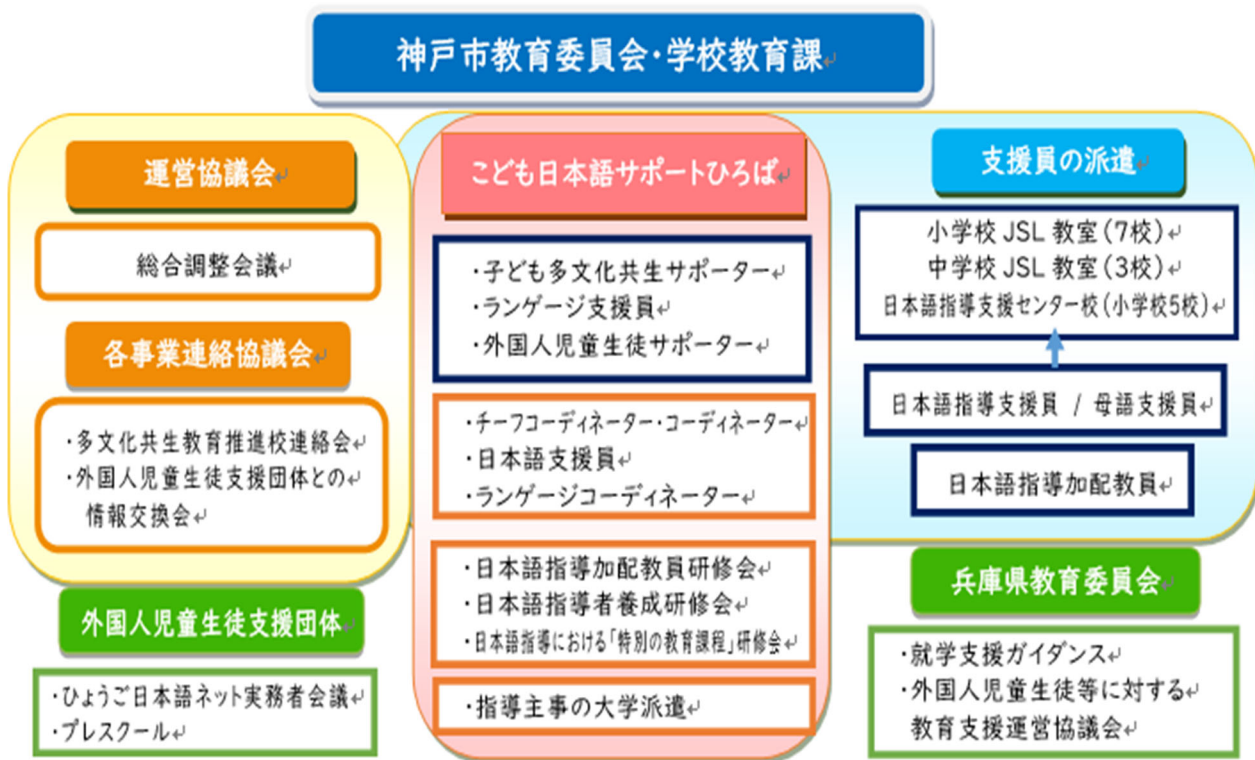 神戸市教育委員会・学校教育課↵
運営協議会↵
総合調整会議↵
各事業連絡協議会↵
・多文化共生教育推進校連絡会↵
・外国人児童生徒支援団体との↵
情報交換会↵
外国人児童生徒支援団体↵
・ひょうご日本語ネット実務者会議↵
・プレスクール↵
こども日本語サポートひろば↵
・子ども多文化共生サポーター↵
・ランゲージ支援員↵
・外国人児童生徒サポーター↵
・チーフコーディネーター・コーディネーター↵
・日本語支援員↵
・ランゲージコーディネーター↵
・日本語指導加配教員研修会↵
・日本語指導者養成研修会↵
・日本語指導における「特別の教育課程」研修会↵
・指導主事の大学派遣↵
支援員の派遣↵
小学校 JSL 教室(7校)↵
中学校 JSL 教室(3校)↵
日本語指導支援センター校(小学校5校)↵
日本語指導支援員 / 母語支援員↵
日本語指導加配教員↵
兵庫県教育委員会↵
・就学支援ガイダンス↵
・外国人児童生徒等に対する↵
教育支援運営協議会↵